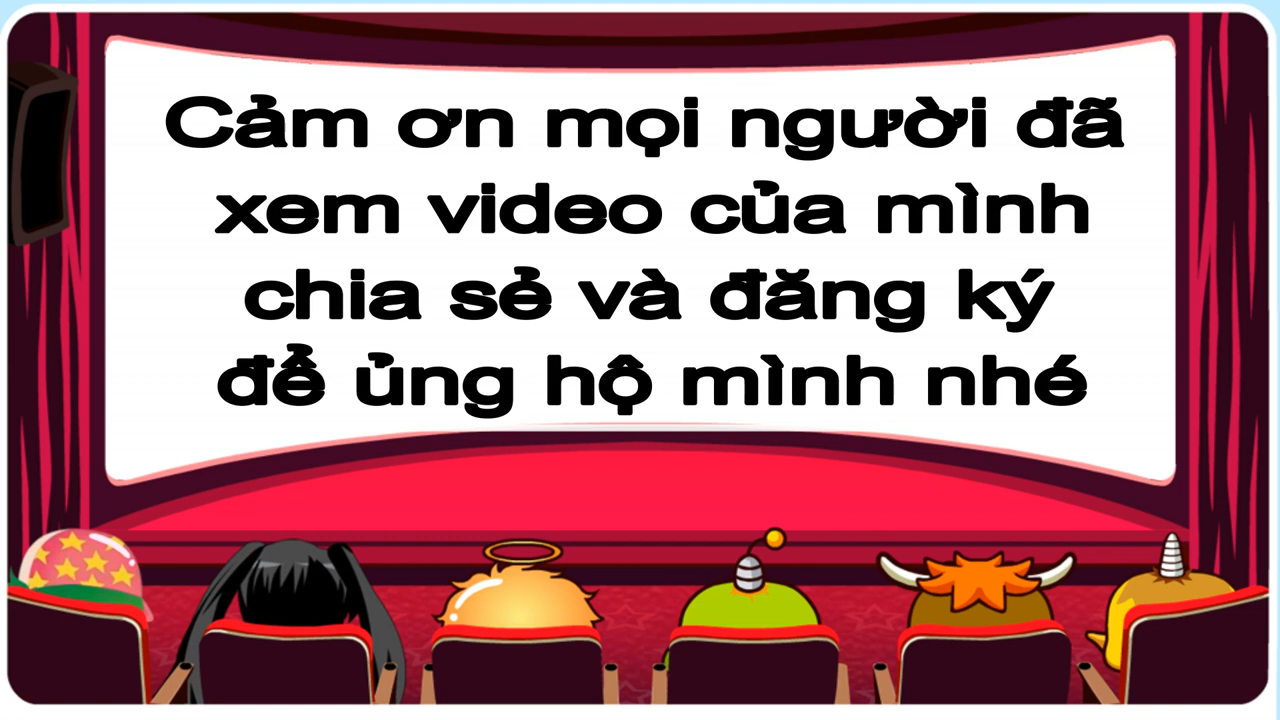 Cảm ơn mọi người đã
xem video của mình
chia sẻ và đăng ký
để ủng hộ mình nhé